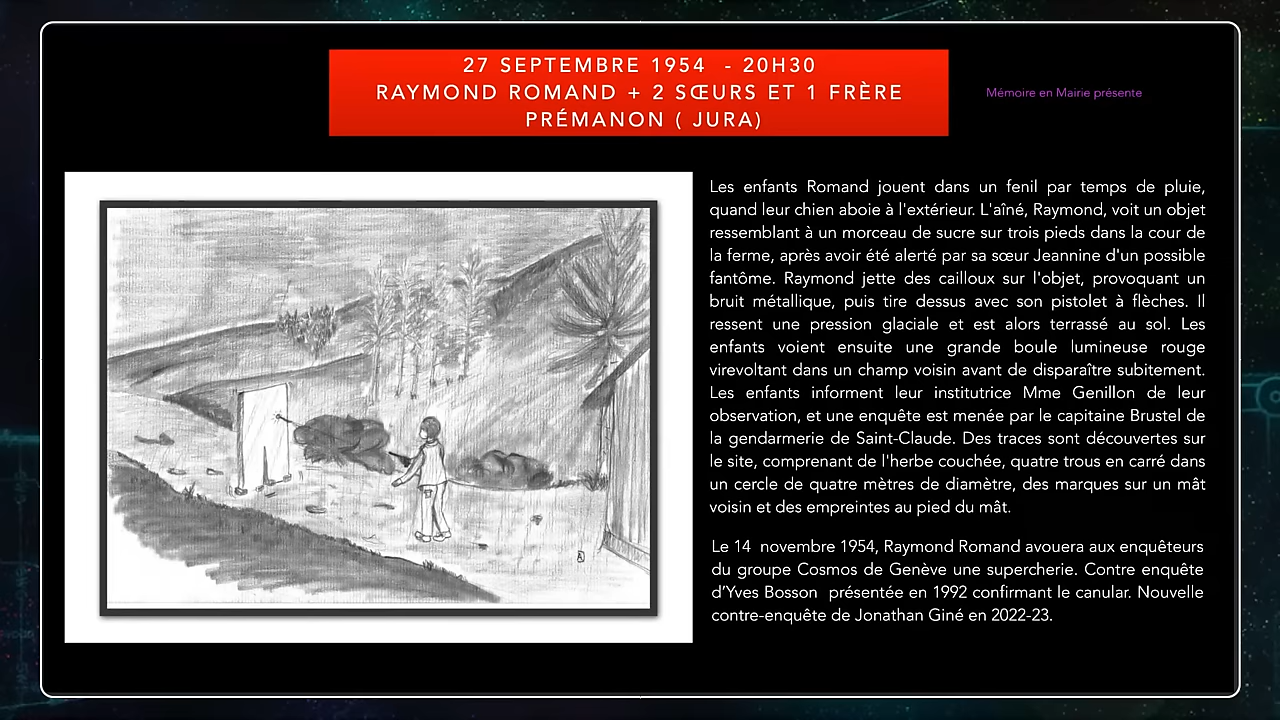 27 SEPTEMBRE 1954 - 20H30
RAYMOND ROMAND + 2 SŒURS ET 1 FRÈRE
PRÉMANON ( JURA)
Mémoire en Mairie présente
Les enfants Romand jouent dans un fenil par temps de pluie,
quand leur chien aboie à l'extérieur. L'aîné, Raymond, voit un objet
ressemblant à un morceau de sucre sur trois pieds dans la cour de
la ferme, après avoir été alerté par sa sœur Jeannine d'un possible
fantôme. Raymond jette des cailloux sur l'objet, provoquant un
bruit métallique, puis tire dessus avec son pistolet à flèches. Il
ressent une pression glaciale et est alors terrassé au sol. Les
enfants voient ensuite une grande boule lumineuse rouge
virevoltant dans un champ voisin avant de disparaître subitement.
Les enfants informent leur institutrice Mme Genillon de leur
observation, et une enquête est menée par le capitaine Brustel de
la gendarmerie de Saint-Claude. Des traces sont découvertes sur
le site, comprenant de l'herbe couchée, quatre trous en carré dans
un cercle de quatre mètres de diamètre, des marques sur un mât
voisin et des empreintes au pied du mât.
Le 14 novembre 1954, Raymond Romand avouera aux enquêteurs
du groupe Cosmos de Genève une supercherie. Contre enquête
d'Yves Bosson présentée en 1992 confirmant le canular. Nouvelle
contre-enquête de Jonathan Giné en 2022-23.